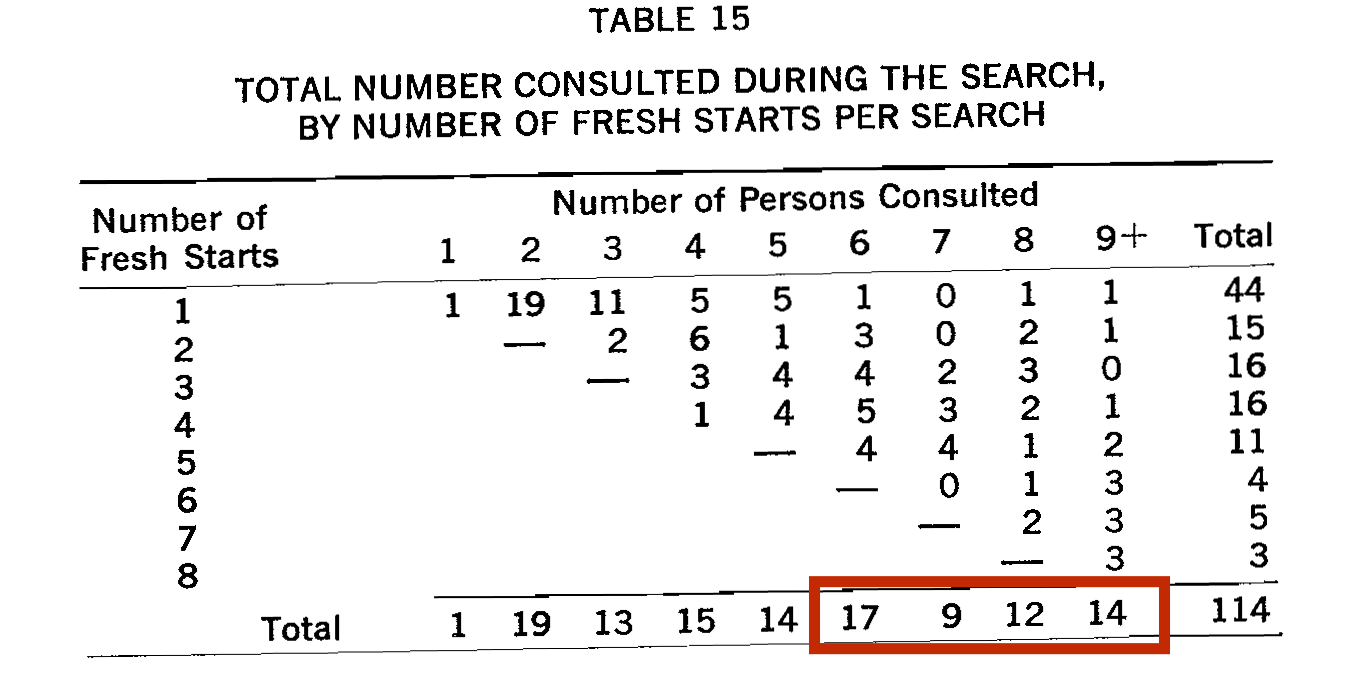 TABLE 15
TOTAL NUMBER CONSULTED DURING THE SEARCH,
BY NUMBER OF FRESH STARTS PER SEARCH
Number of Persons Consulted
Number of
Fresh Starts 1 2 3 4 5 6 7 8 9+ Total
1 1 19 11 5 5 1 0 1 1 44
2 — 2 6 1 3 0 2 1 15
3 — 3 4 4 2 3 0 16
4 1 4 5 3 2 1 16
5 — 4 4 1 2 11
6 — 0 1 3 4
7 — 2 3 5
8 — 3 3
Total 1 19 13 15 14 17 9 12 14 114